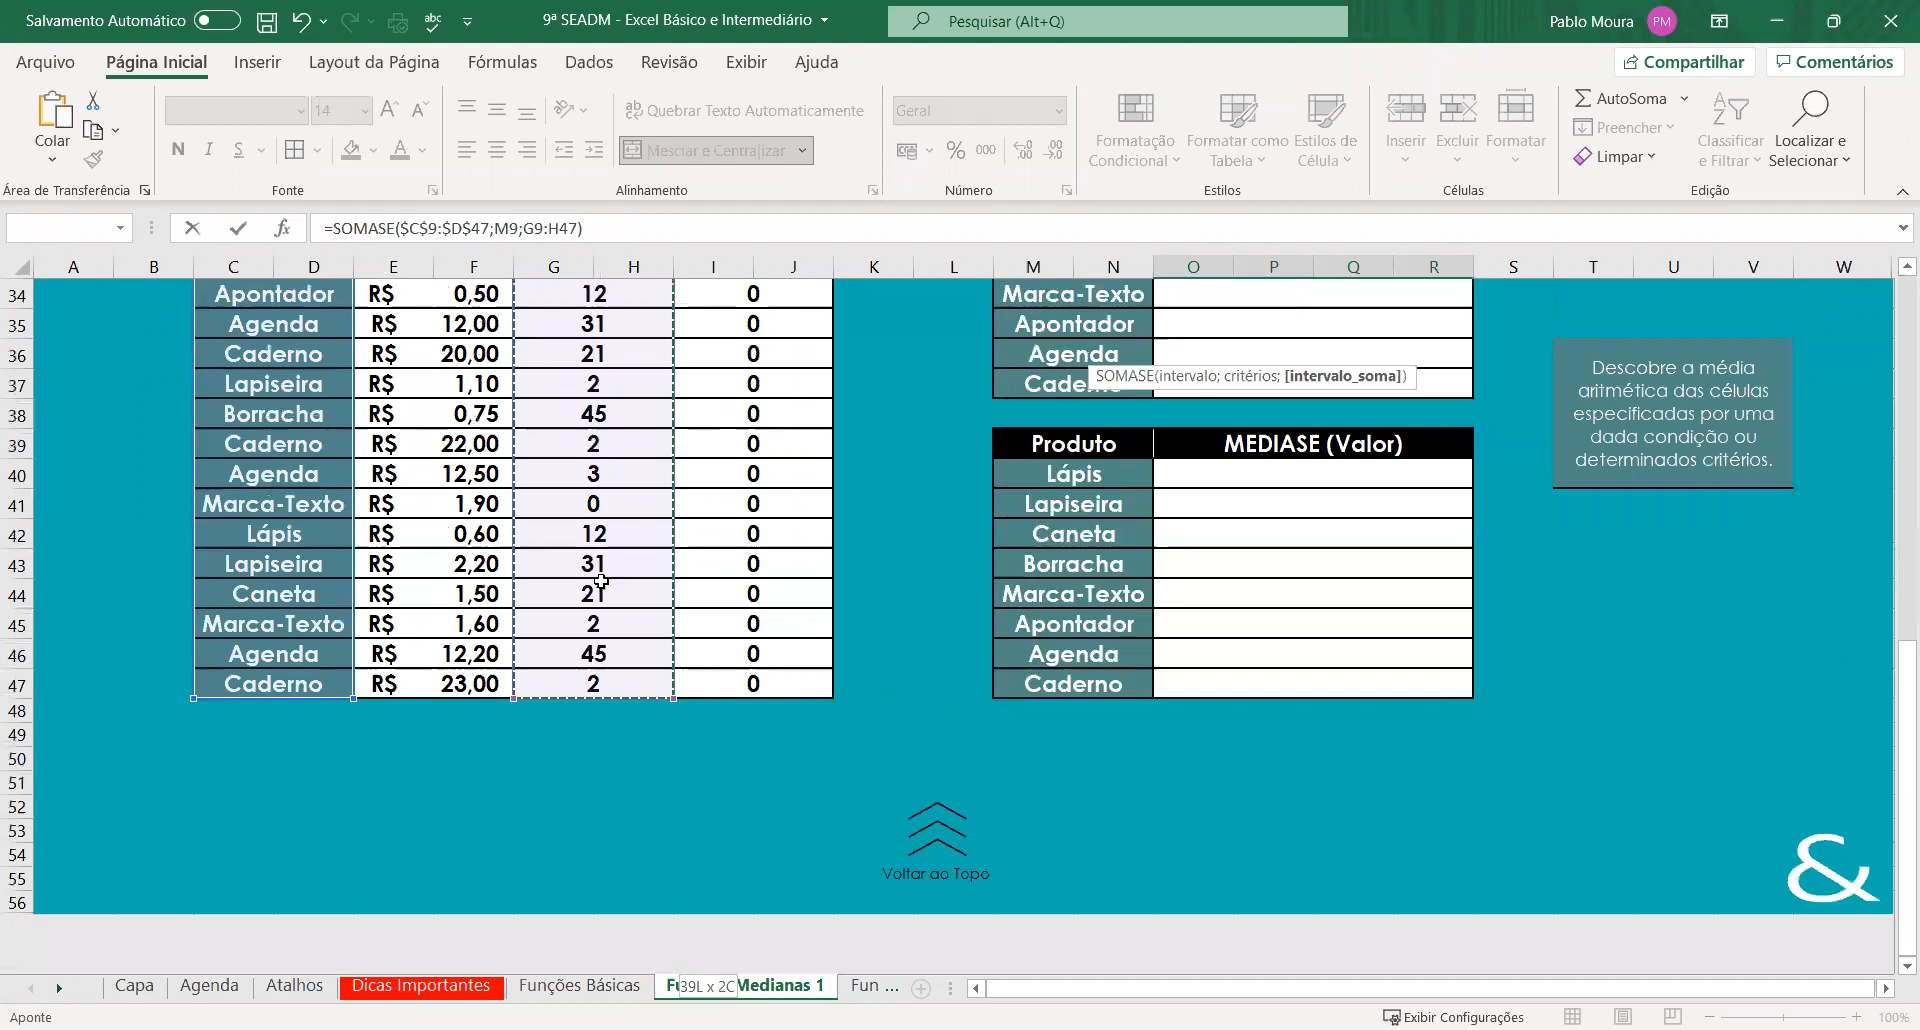 Salvamento Automático
9ª SEADM - Excel Básico e Intermediário
Pesquisar (Alt+Q)
Pablo Moura PM
Arquivo Página Inicial Inserir Layout da Página Fórmulas Dados Revisão Exibir Ajuda
Compartilhar Comentários
Colar
14
Quebrar Texto Automaticamente
Mesclar e Centralizar
N I S
Geral
% 000
Formatação Condicional
Formatar como Tabela
Estilos de Célula
Inserir Excluir Formatar
AutoSoma
Preencher
Limpar
Classificar e Filtrar
Localizar e Selecionar
Área de Transferência Fonte Alinhamento Número Estilos Células Edição
=SOMASE($C$9:$D$47;M9;G9:H47)
A B C D E F G H I J K L M N O P Q R S T U V W
34 Apontador R$ 0,50 12 0 Marca-Texto
35 Agenda R$ 12,00 31 0 Apontador
36 Caderno R$ 20,00 21 0 Agenda
37 Lapiseira R$ 1,10 2 0
SOMASE(intervalo; critérios; [intervalo_soma])
38 Borracha R$ 0,75 45 0
39 Caderno R$ 22,00 2 0 Produto MEDIASE (Valor)
40 Agenda R$ 12,50 3 0 Lápis
41 Marca-Texto R$ 1,90 0 0 Lapiseira
42 Lápis R$ 0,60 12 0 Caneta
43 Lapiseira R$ 2,20 31 0 Borracha
44 Caneta R$ 1,50 21 0 Marca-Texto
45 Marca-Texto R$ 1,60 2 0 Apontador
46 Agenda R$ 12,20 45 0 Agenda
47 Caderno R$ 23,00 2 0 Caderno
48
49
50
51
52
53
54
55
56
Descobre a média
aritmética das células
especificadas por uma
dada condição ou
determinados critérios.
Voltar ao Topo
&
Capa Agenda Atalhos Dicas Importantes Funções Básicas 39L x 2C Medianas 1 Fun ...
Aponte
Exibir Configurações
100%